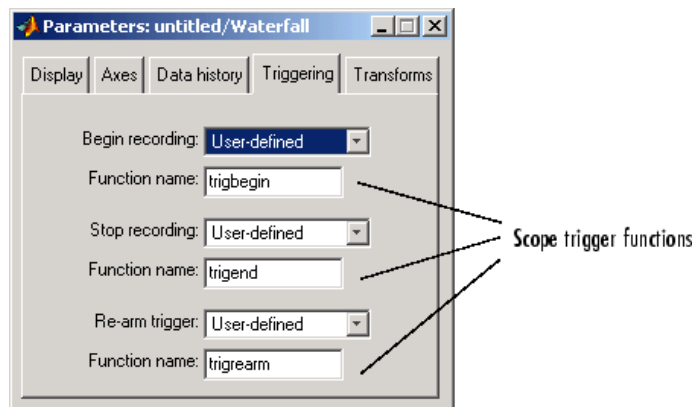 Parameters: untitled/Waterfall
Display Axes Data history Triggering Transforms
Begin recording: User-defined
Function name: trigbegin
Stop recording: User-defined
Function name: trigend
Re-arm trigger: User-defined
Function name: trigrearm
Scope trigger functions